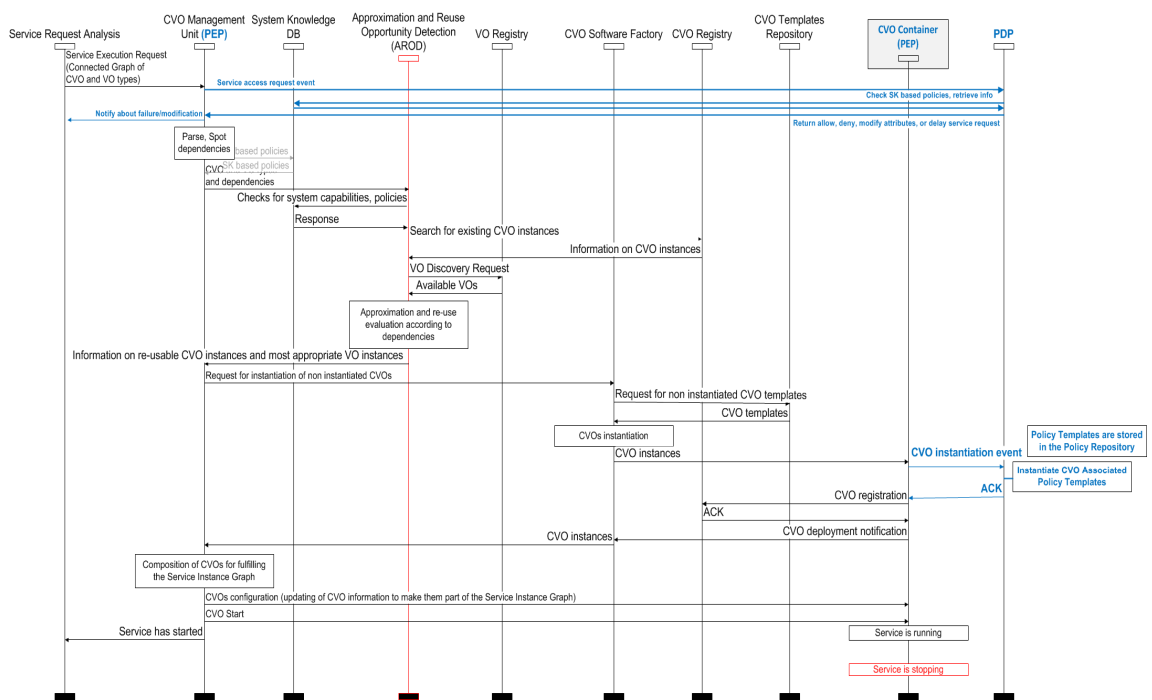 Service Request Analysis
CVO Management
Unit (PEP)
System Knowledge
DB
Approximation and Reuse
Opportunity Detection
(AROD)
VO Registry
CVO Software Factory
CVO Registry
CVO Templates
Repository
CVO Container
(PEP)
PDP
Service Execution Request
(Connected Graph of
CVO and VO types)
Service access request event
Check SK based policies, retrieve info
Notify about failure/modification
Return allow, deny, modify attributes, or delay service request
Parse, Spot
dependencies
based policies
SK based policies
CVO
and dependencies
Checks for system capabilities, policies
Response
Search for existing CVO instances
Information on CVO instances
VO Discovery Request
Available VOs
Approximation and re-use
evaluation according to
dependencies
Information on re-usable CVO instances and most appropriate VO instances
Request for instantiation of non instantiated CVOs
Request for non instantiated CVO templates
CVO templates
CVOs instantiation
CVO instances
CVO instantiation event
Policy Templates are stored
in the Policy Repository
Instantiate CVO Associated
Policy Templates
ACK
CVO registration
ACK
CVO deployment notification
CVO instances
Composition of CVOs for fulfilling
the Service Instance Graph
CVOs configuration (updating of CVO information to make them part of the Service Instance Graph)
CVO Start
Service has started
Service is running
Service is stopping